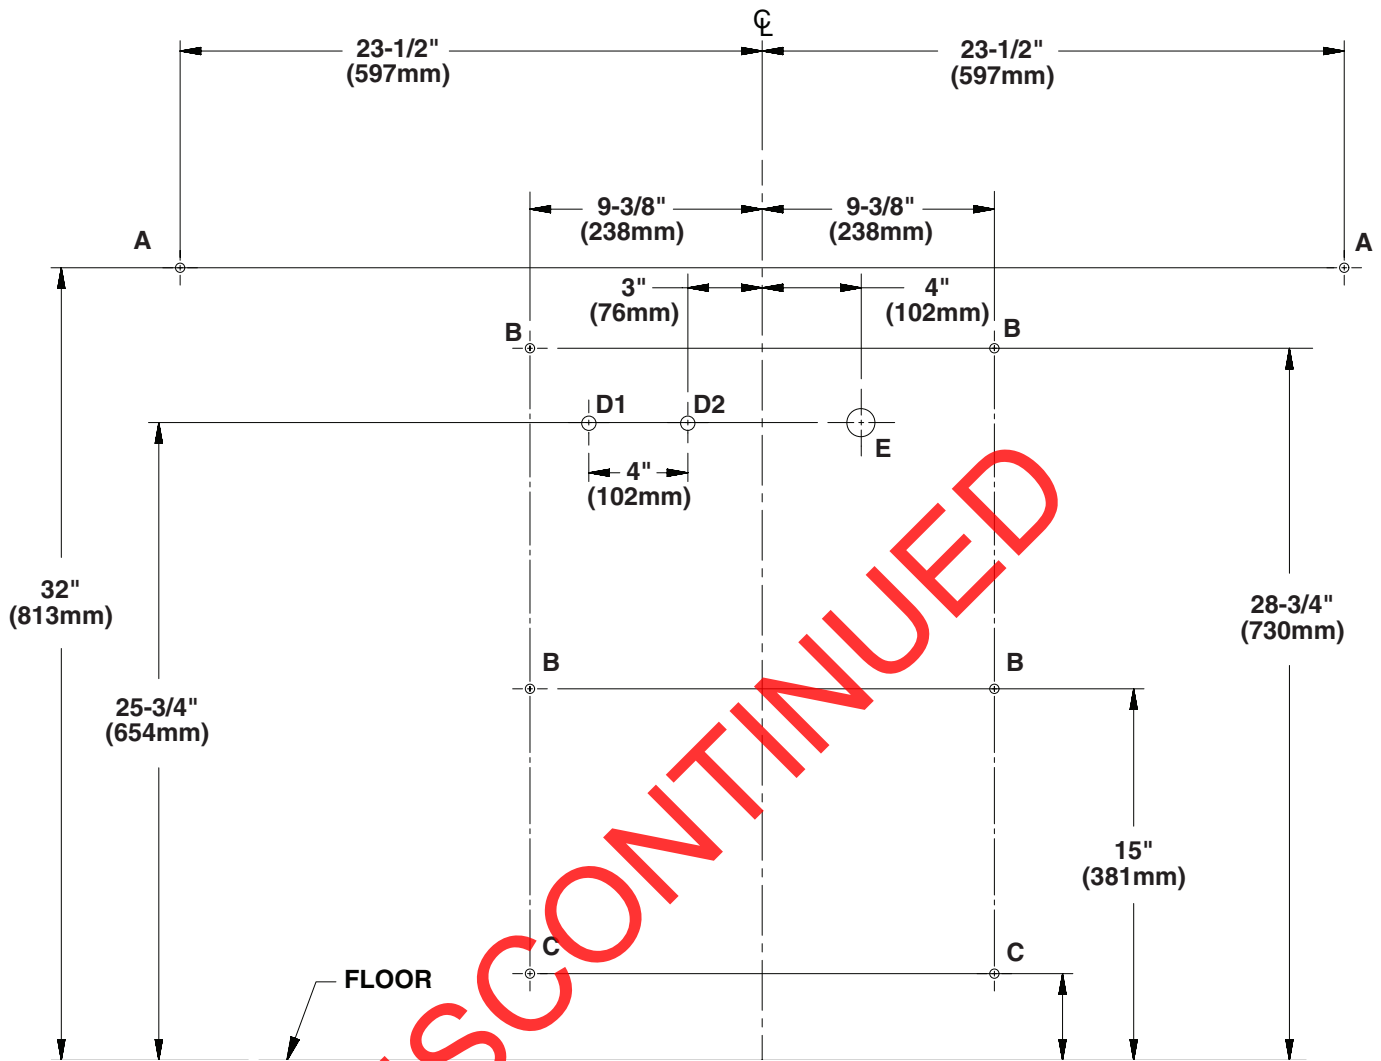 ℄
23-1/2"
(597mm)
23-1/2"
(597mm)
9-3/8"
(238mm)
9-3/8"
(238mm)
A
A
3"
(76mm)
4"
(102mm)
B
B
D1
D2
E
4"
(102mm)
32"
(813mm)
28-3/4"
(730mm)
B
B
25-3/4"
(654mm)
15"
(381mm)
C
C
FLOOR
SCONTINUED